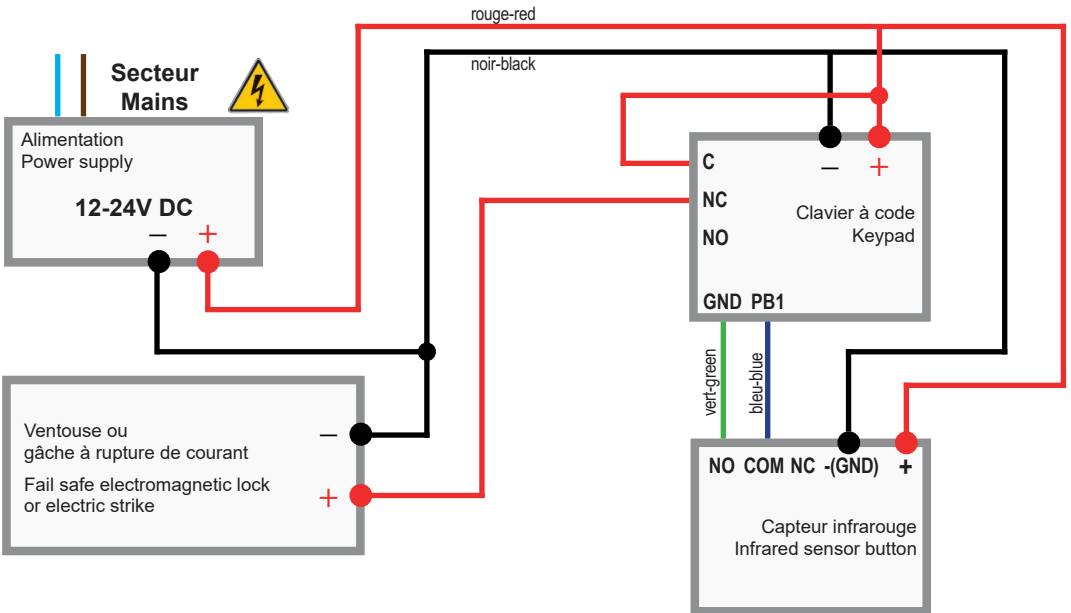 rouge-red
noir-black
Secteur
Mains
Alimentation
Power supply
12-24V DC
– +
C
NC
NO
– +
Clavier à code
Keypad
GND PB1
vert-green
bleu-blue
Ventouse ou
gâche à rupture de courant
Fail safe electromagnetic lock
or electric strike
–
+
NO COM NC -(GND) +
Capteur infrarouge
Infrared sensor button